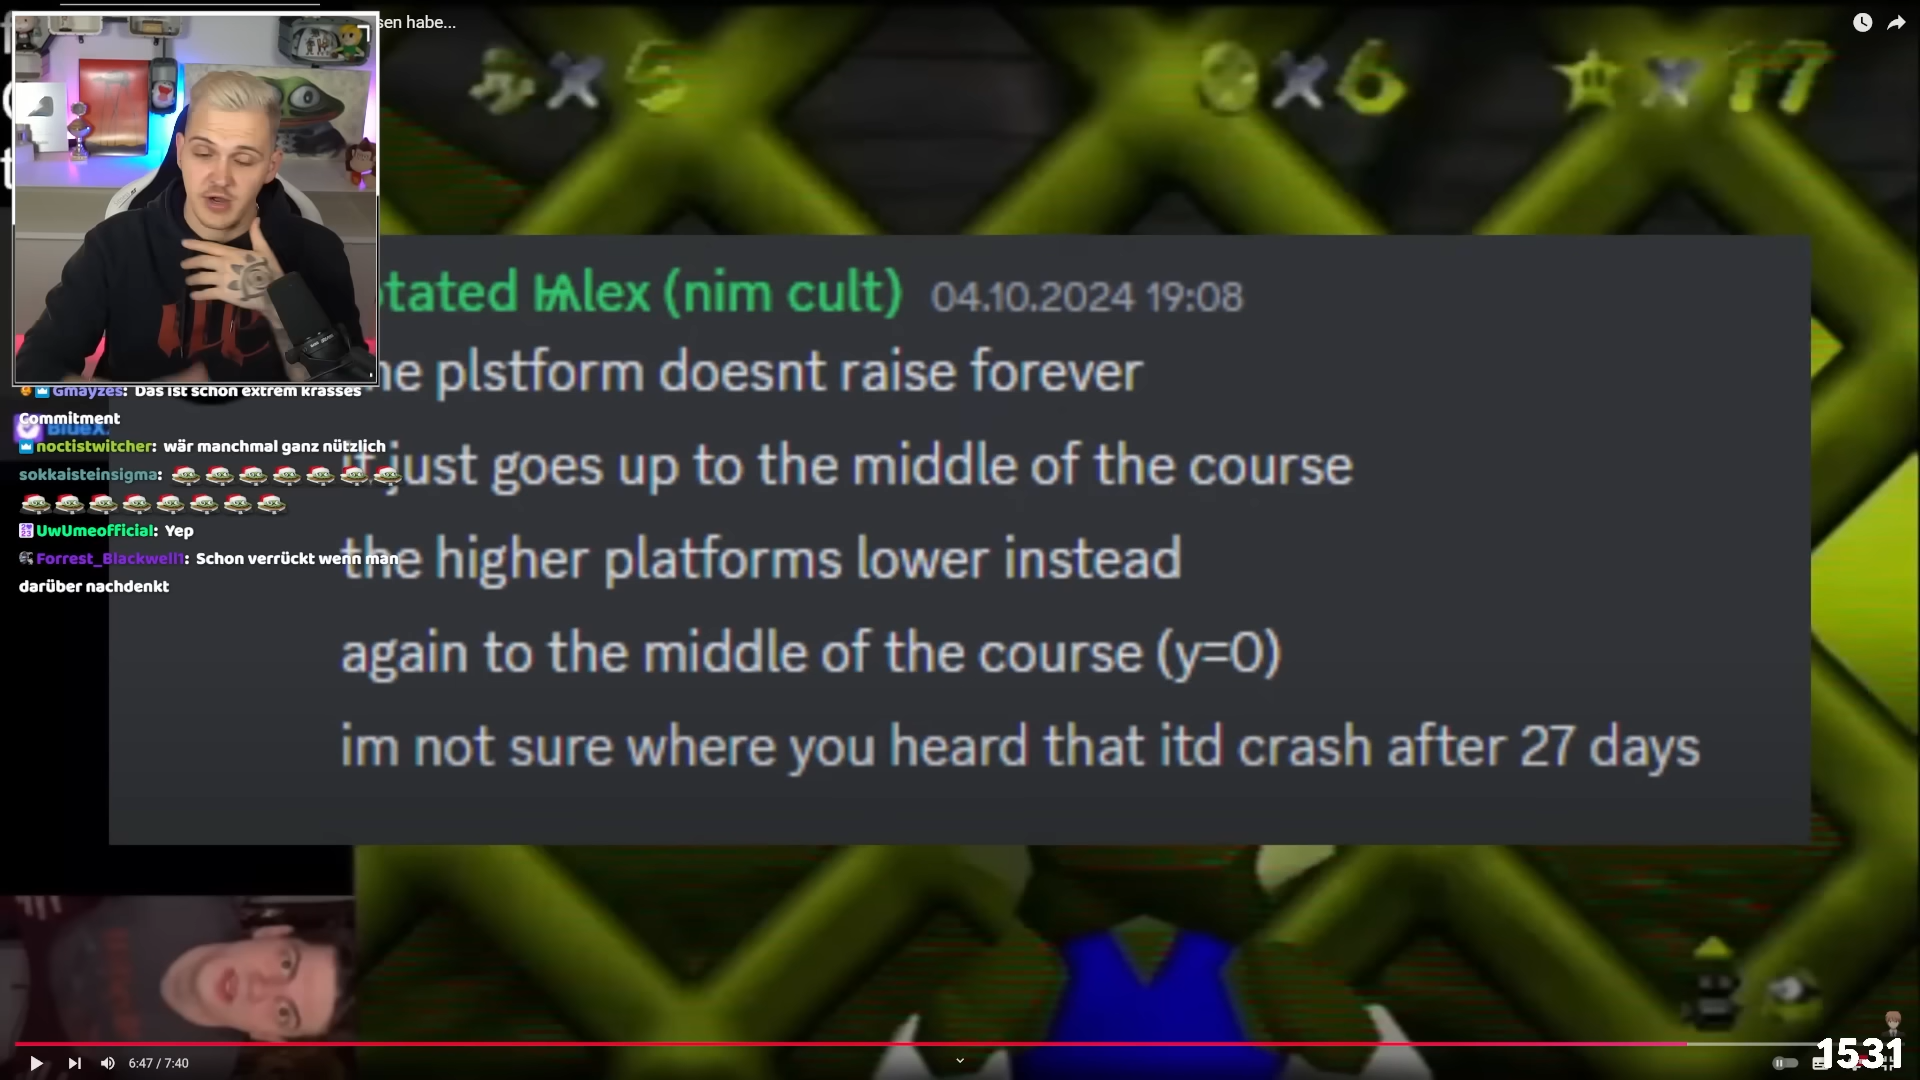 sen habe...
× 5
× 6
× 17
tated HAlex (nim cult) 04.10.2024 19:08
he plstform doesnt raise forever
it just goes up to the middle of the course
the higher platforms lower instead
again to the middle of the course (y=0)
im not sure where you heard that itd crash after 27 days
Gmayzes: Das ist schon extrem krasses
Commitment
BlueX.
noctistwitcher: wär manchmal ganz nützlich
sokkaisteinsigma:
UwUmeofficial: Yep
Forrest_Blackwell1: Schon verrückt wenn man
darüber nachdenkt
6:47 / 7:40
1531